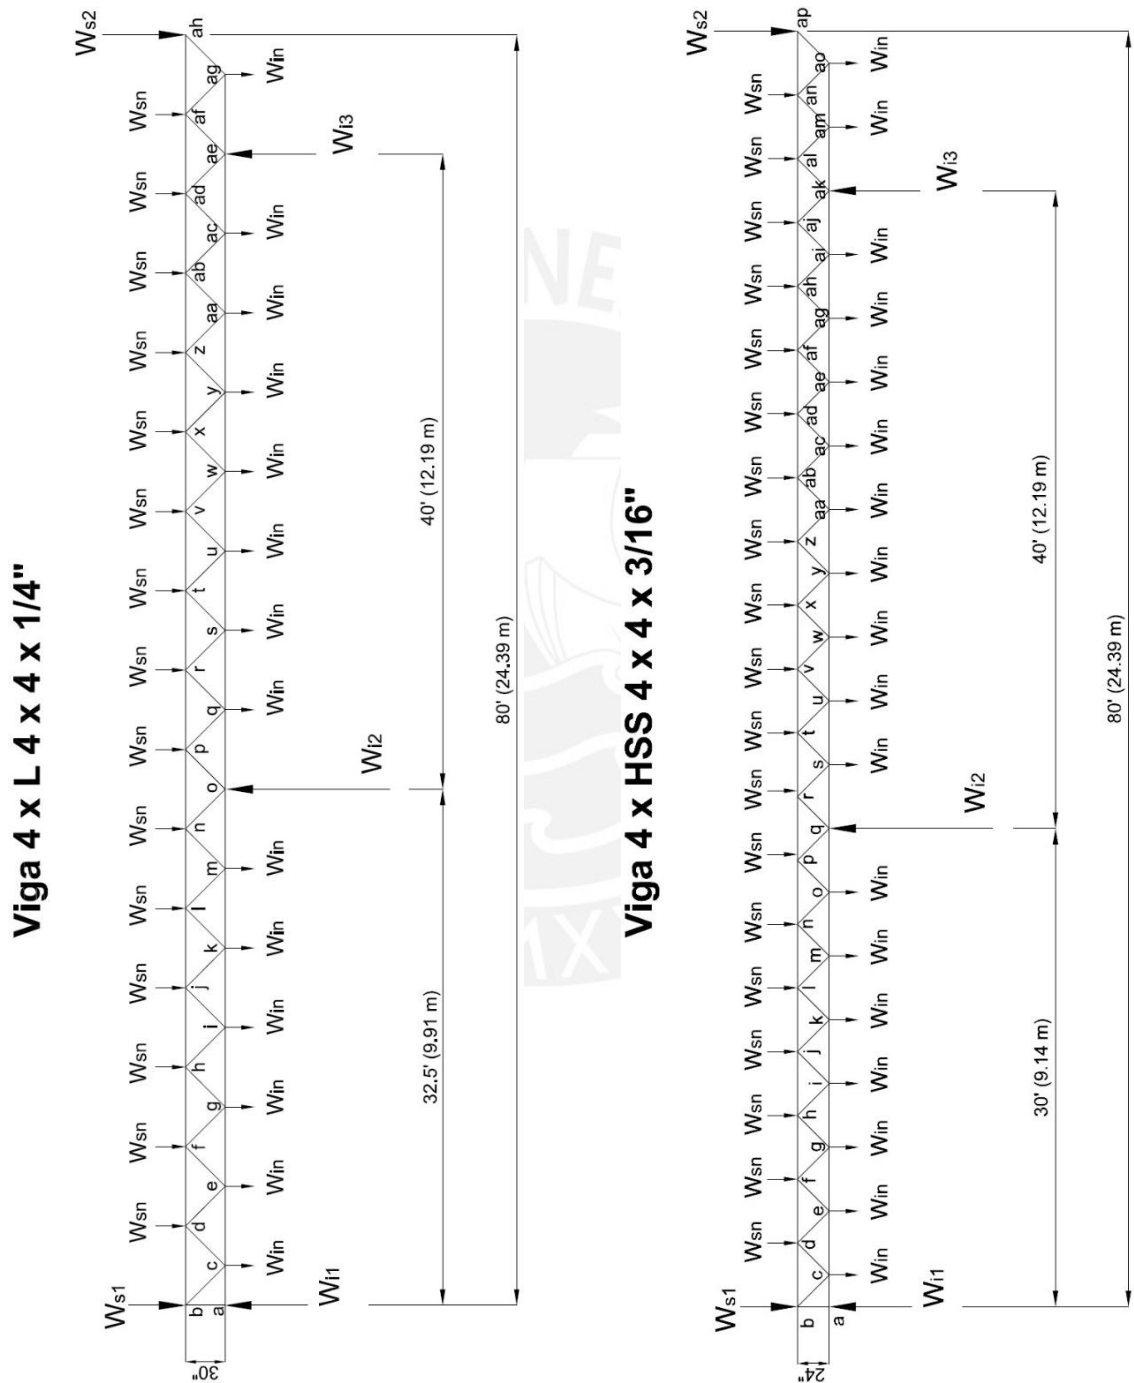 Viga 4 x L 4 x 4 x 1/4"
Ws1 Wsn Wsn Wsn Wsn Wsn Wsn Wsn Wsn Wsn Wsn Wsn Wsn Wsn Wsn Wsn Ws2
30"
b d f h j l n p r t v x z ab ad af ah
a c e g i k m o q s u w y aa ac ae ag
Win Win Win Win Win Win Win Win Win Win Win Win Win Win
Wi1 Wi2 Wi3
32.5' (9.91 m) 40' (12.19 m)
80' (24.39 m)
Viga 4 x HSS 4 x 4 x 3/16"
Ws1 Wsn Wsn Wsn Wsn Wsn Wsn Wsn Wsn Wsn Wsn Wsn Wsn Wsn Wsn Wsn Wsn Wsn Wsn Wsn Ws2
24"
b d f h j l n p r t v x z ab ad af ah aj al an ap
a c e g i k m o q s u w y aa ac ae ag ai ak am ao
Win Win Win Win Win Win Win Win Win Win Win Win Win Win Win Win Win Win
Wi1 Wi2 Wi3
30' (9.14 m) 40' (12.19 m)
80' (24.39 m)